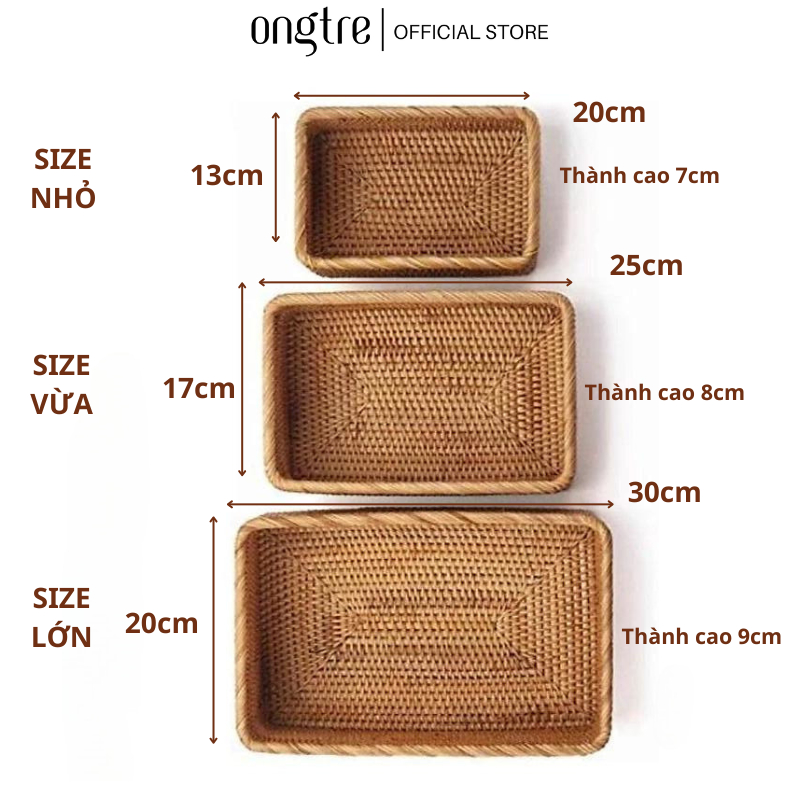 ongtre | OFFICIAL STORE
20cm
SIZE
NHỎ
13cm
Thành cao 7cm
25cm
SIZE
VỪA
17cm
Thành cao 8cm
30cm
SIZE
LỚN
20cm
Thành cao 9cm